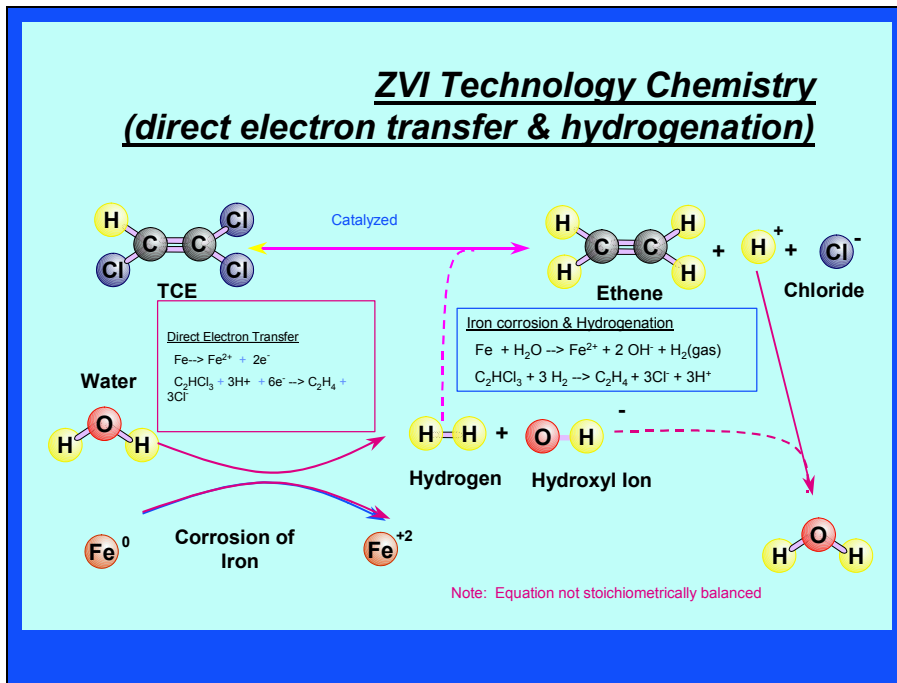 ZVI Technology Chemistry
(direct electron transfer & hydrogenation)
H
Cl
C
C
Cl
Cl
TCE
Catalyzed
H
H
C
C
H
H
Ethene
+
H+
+
Cl-
Chloride
Direct Electron Transfer
Fe--> Fe2+ + 2e-
C2HCl3 + 3H+ + 6e- --> C2H4 +
3Cl-
Iron corrosion & Hydrogenation
Fe + H2O --> Fe2+ + 2 OH- + H2(gas)
C2HCl3 + 3 H2 --> C2H4 + 3Cl- + 3H+
Water
H
O
H
H
H
+
O
H
-
Hydrogen
Hydroxyl Ion
Fe0
Corrosion of
Iron
Fe+2
H
O
H
Note: Equation not stoichiometrically balanced